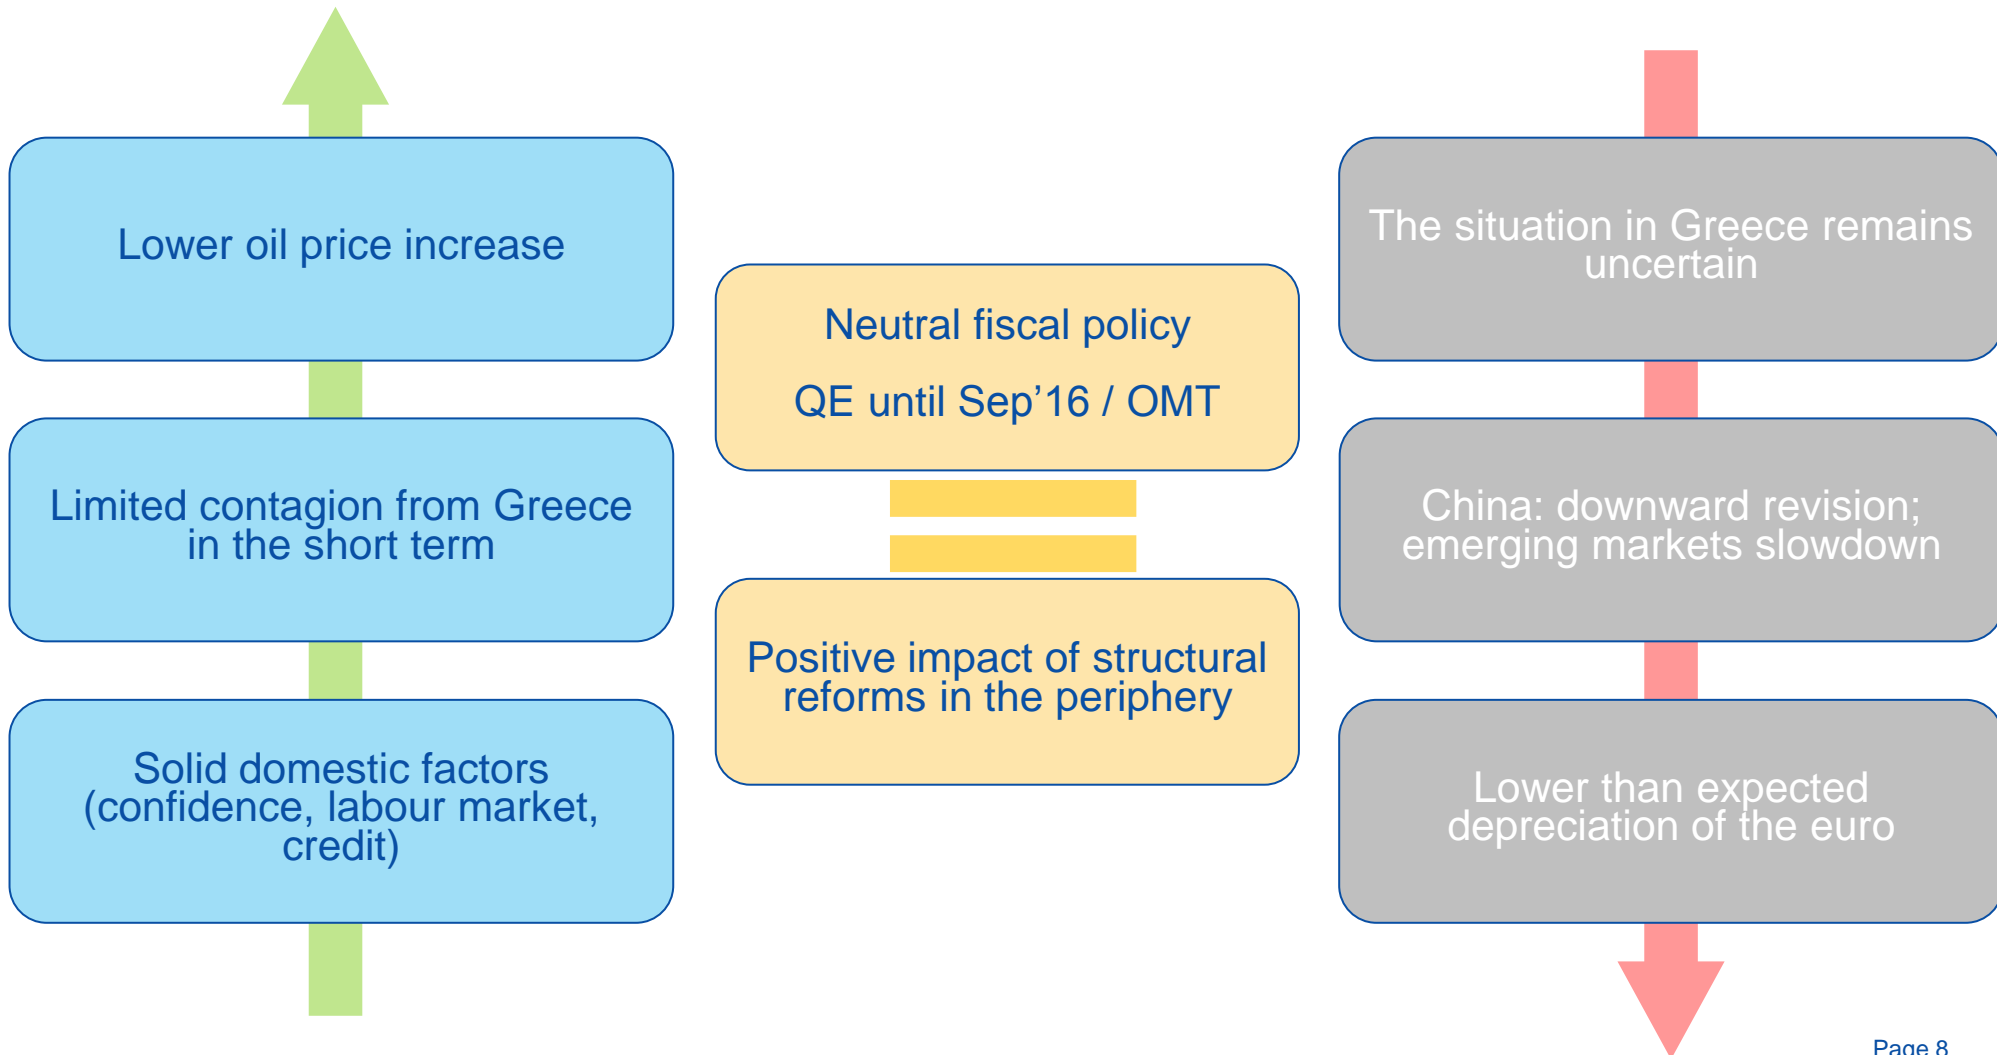 Lower oil price increase
Limited contagion from Greece
in the short term
Solid domestic factors
(confidence, labour market,
credit)
Neutral fiscal policy
QE until Sep’16 / OMT
Positive impact of structural
reforms in the periphery
The situation in Greece remains
uncertain
China: downward revision;
emerging markets slowdown
Lower than expected
depreciation of the euro
Page 8